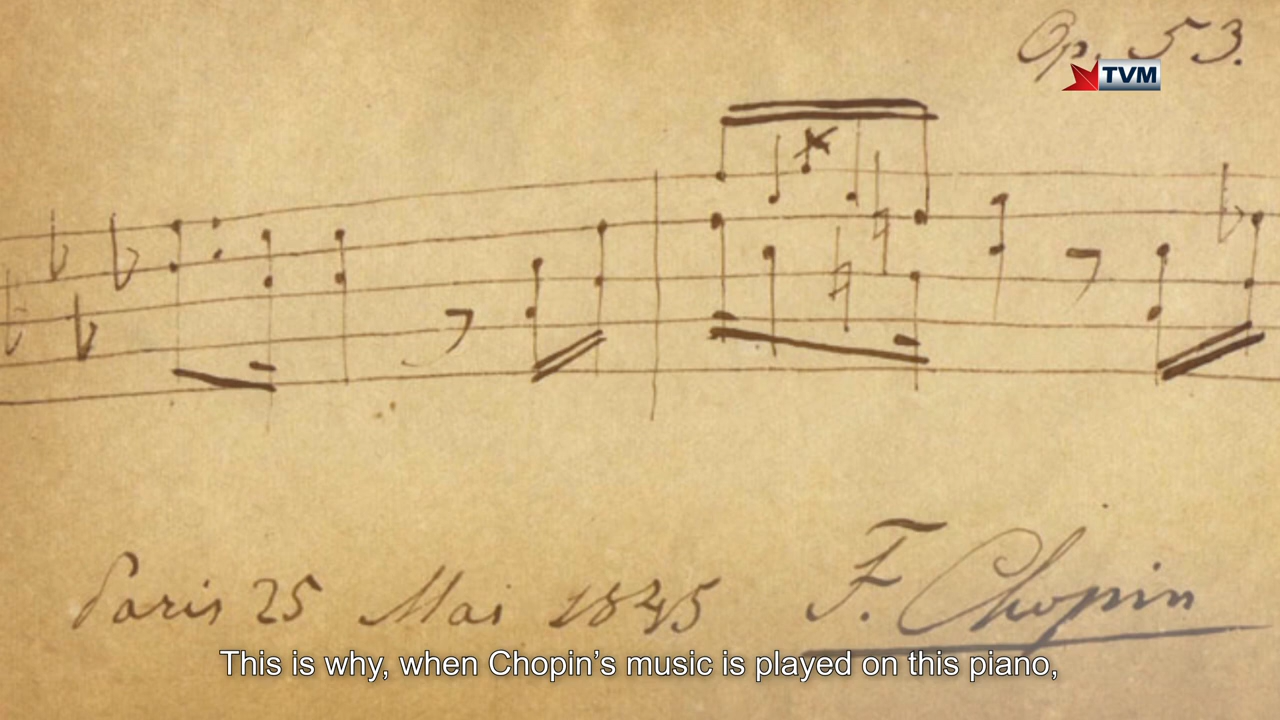 Op. 53.
TVM
Paris 25 Mai 1845 F. Chopin
This is why, when Chopin’s music is played on this piano,